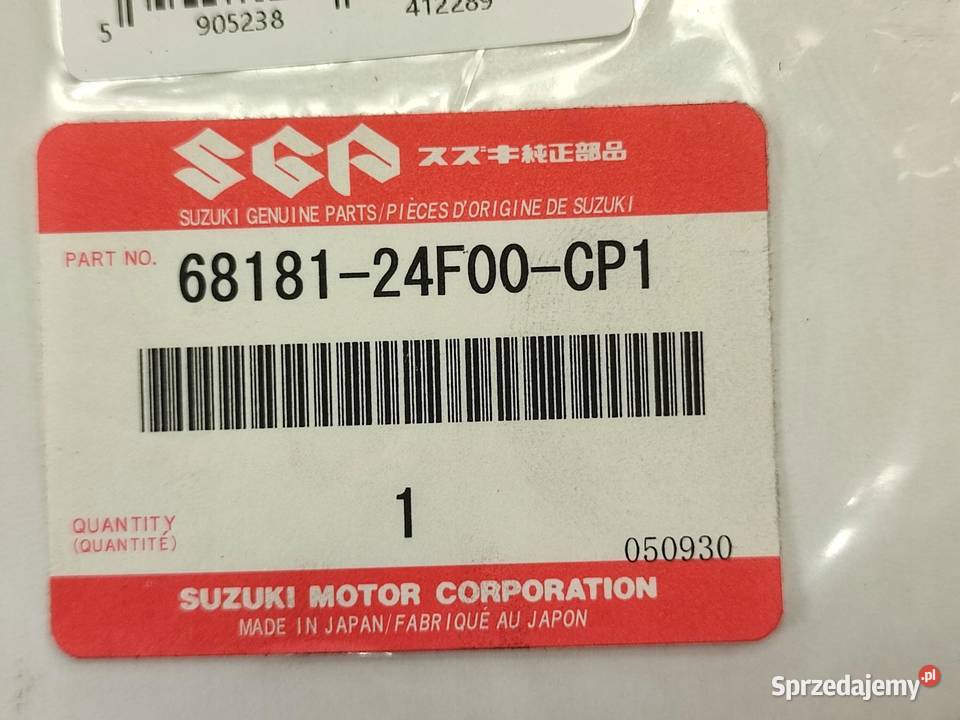 5 905238 412289
SGP スズキ純正部品
SUZUKI GENUINE PARTS/PIÈCES D'ORIGINE DE SUZUKI
PART NO. 68181-24F00-CP1
1
QUANTITY
(QUANTITÉ)
050930
SUZUKI MOTOR CORPORATION
MADE IN JAPAN/FABRIQUÉ AU JAPON
Sprzedajemy.pl